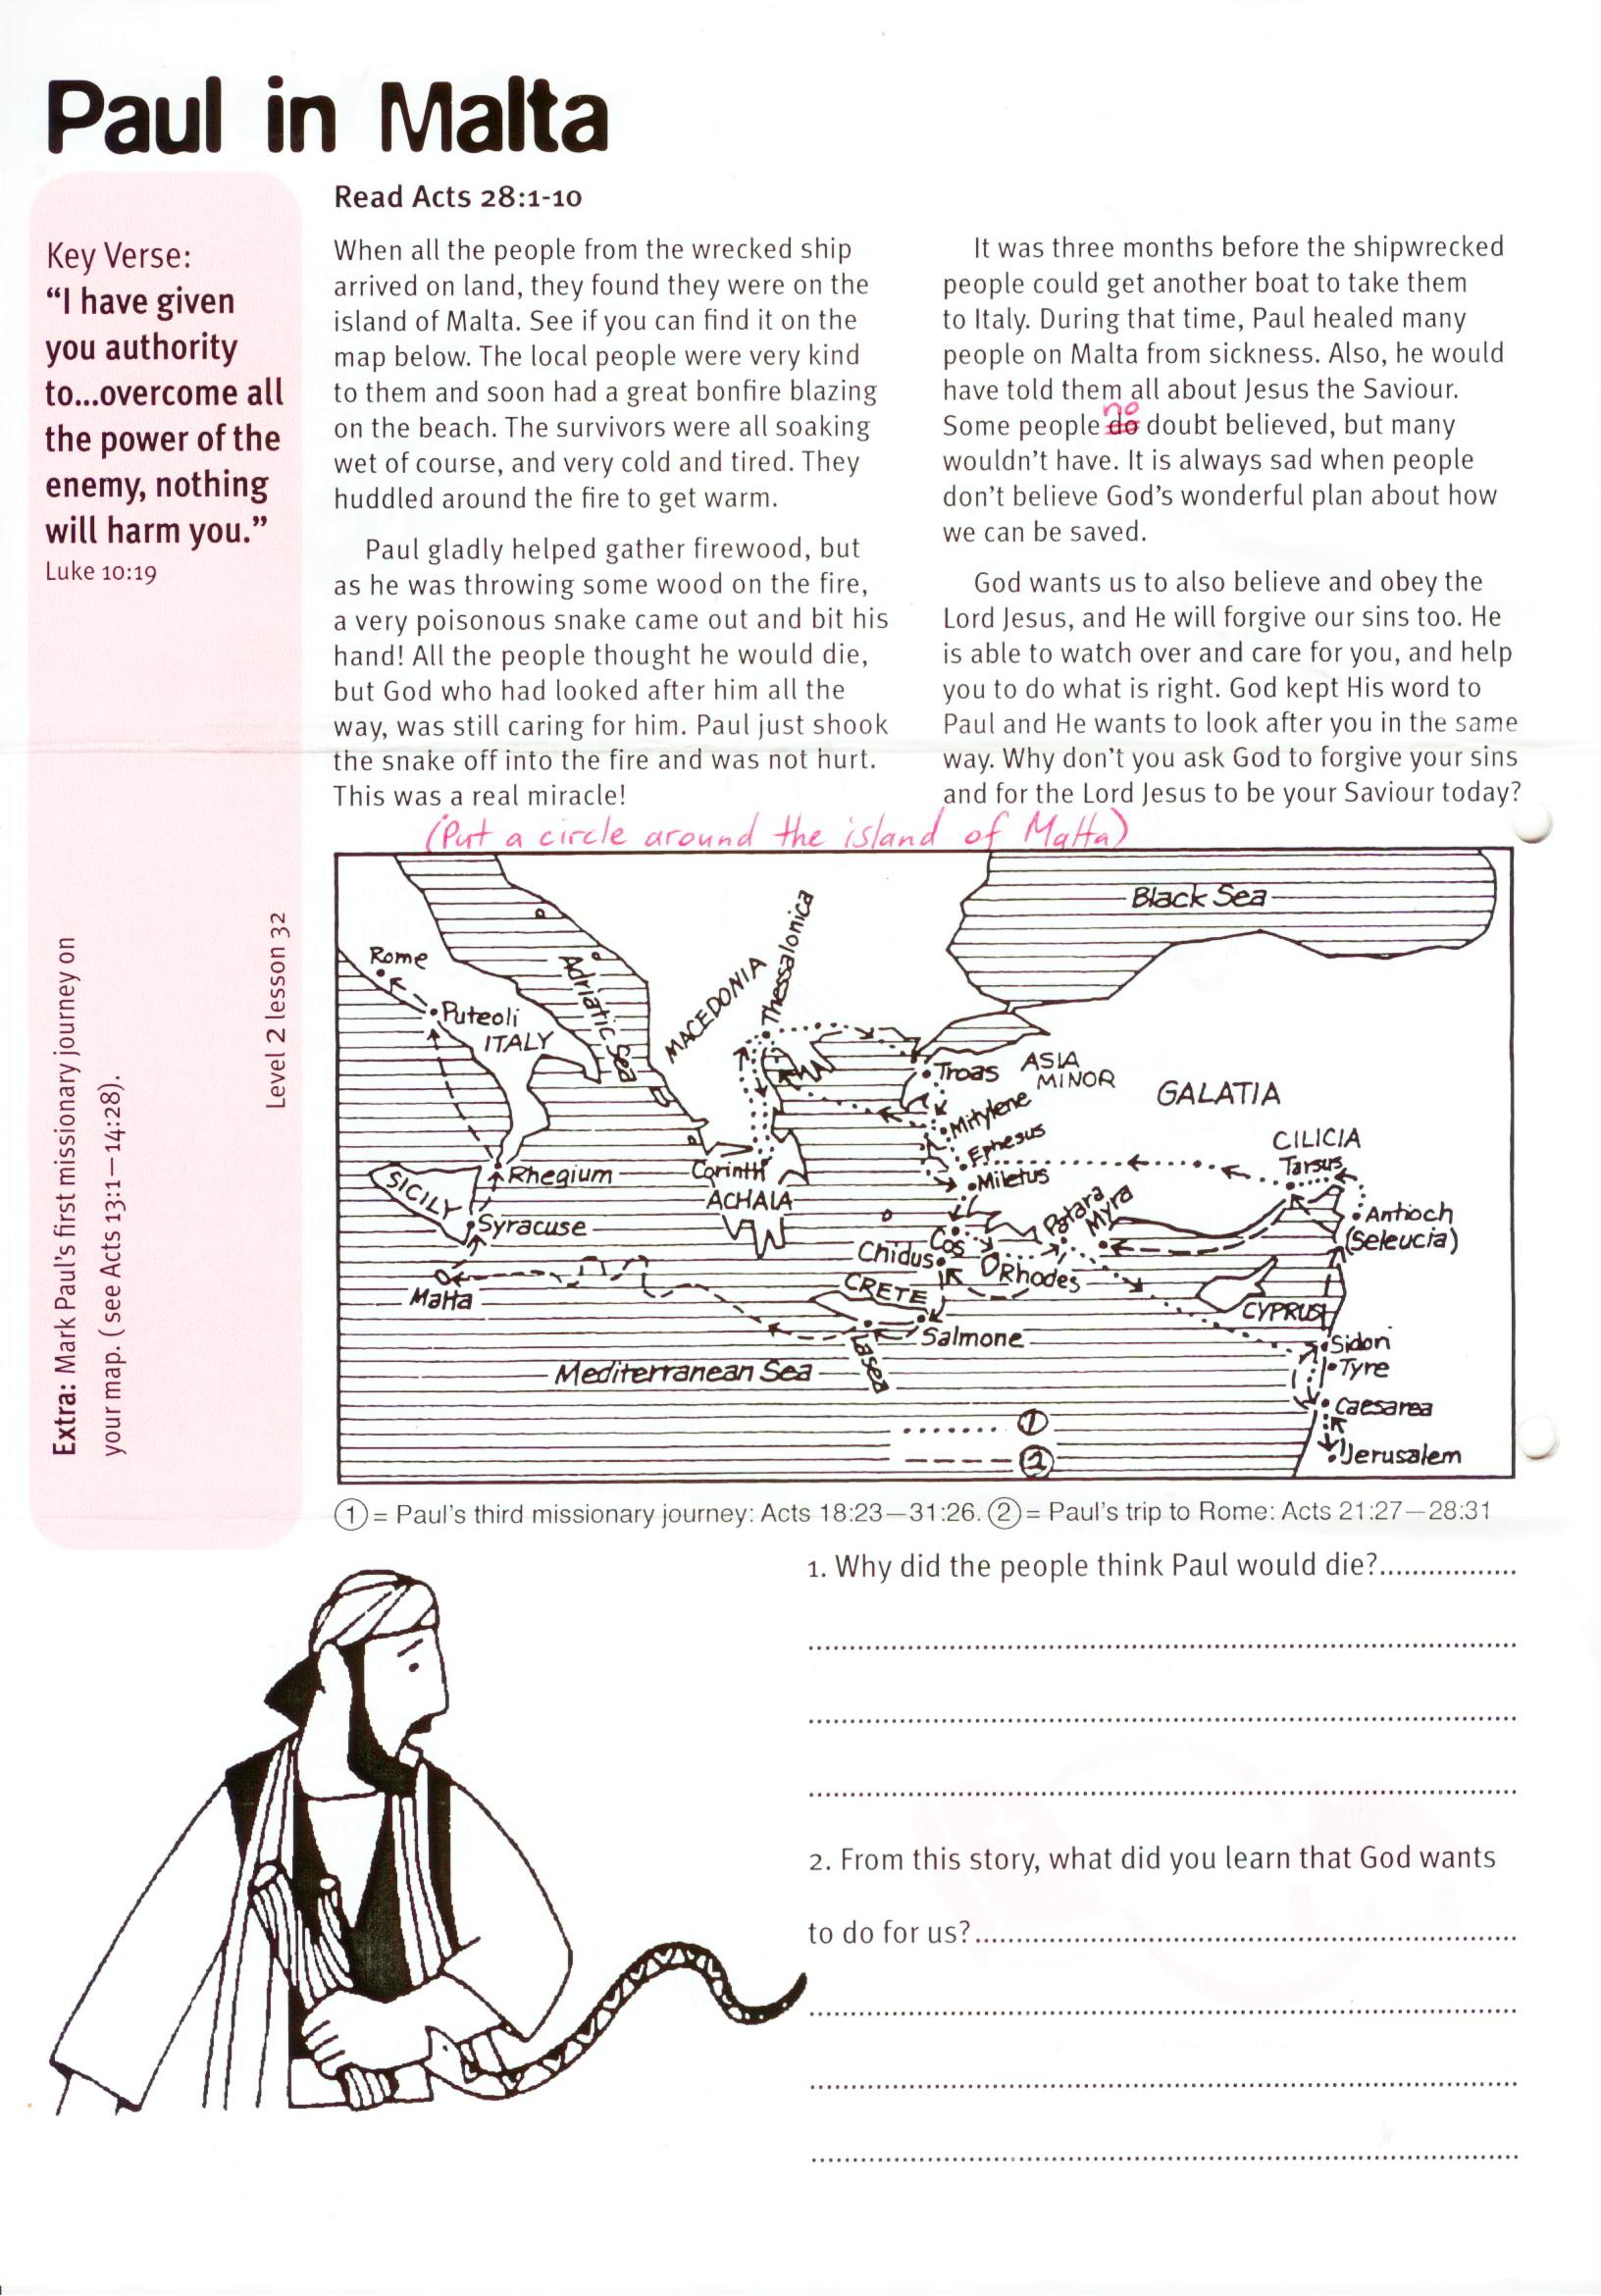 Paul in Malta
Key Verse:
“I have given
you authority
to...overcome all
the power of the
enemy, nothing
will harm you.”
Luke 10:19
Extra: Mark Paul's first missionary journey on
your map. ( see Acts 13:1—14:28).
Level 2 lesson 32
Read Acts 28:1-10
When all the people from the wrecked ship
arrived on land, they found they were on the
island of Malta. See if you can find it on the
map below. The local people were very kind
to them and soon had a great bonfire blazing
on the beach. The survivors were all soaking
wet of course, and very cold and tired. They
huddled around the fire to get warm.
Paul gladly helped gather firewood, but
as he was throwing some wood on the fire,
a very poisonous snake came out and bit his
hand! All the people thought he would die,
but God who had looked after him all the
way, was still caring for him. Paul just shook
the snake off into the fire and was not hurt.
This was a real miracle!
It was three months before the shipwrecked
people could get another boat to take them
to Italy. During that time, Paul healed many
people on Malta from sickness. Also, he would
have told them all about Jesus the Saviour.
no
Some people do doubt believed, but many
wouldn't have. It is always sad when people
don't believe God's wonderful plan about how
we can be saved.
God wants us to also believe and obey the
Lord Jesus, and He will forgive our sins too. He
is able to watch over and care for you, and help
you to do what is right. God kept His word to
Paul and He wants to look after you in the same
way. Why don't you ask God to forgive your sins
and for the Lord Jesus to be your Saviour today?
(Put a circle around the island of Malta)
Black Sea
Rome
Adriatic Sea
MACEDONIA
Thessalonica
Puteoli
ITALY
Troas
ASIA
MINOR
GALATIA
Mitylene
Ephesus
CILICIA
Tarsus
Rhegium
Corinth
Miletus
SICILY
ACHAIA
Patara
Myra
Antioch
(Seleucia)
Syracuse
Cos
Chidus
Rhodes
Malta
CRETE
CYPRUS
Salmone
Sidon
Lasea
Tyre
Mediterranean Sea
Caesarea
1
Jerusalem
2
1 = Paul's third missionary journey: Acts 18:23—31:26. 2 = Paul's trip to Rome: Acts 21:27—28:31
1. Why did the people think Paul would die?
2. From this story, what did you learn that God wants
to do for us?